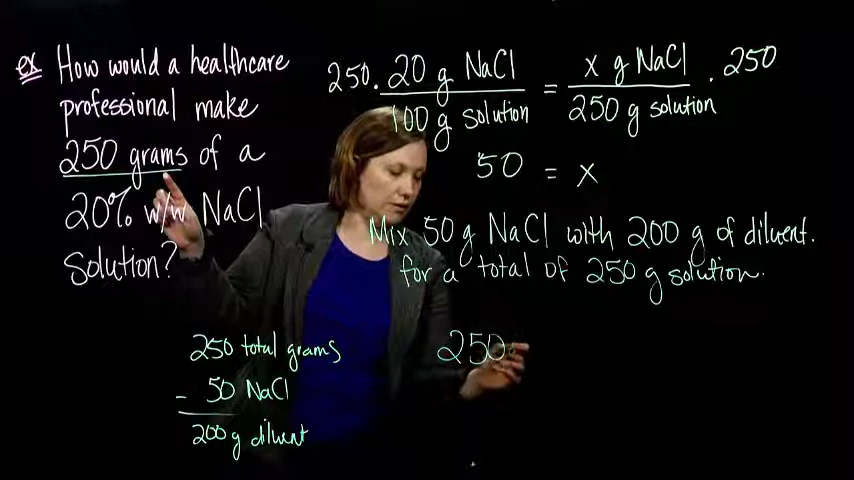 ex How would a healthcare
professional make
250 grams of a
20% w/w NaCl
solution?
250 · 20 g NaCl / 100 g solution = x g NaCl / 250 g solution · 250
50 = x
Mix 50 g NaCl with 200 g of diluent.
for a total of 250 g solution.
250 total grams
- 50 NaCl
200 g diluent
250